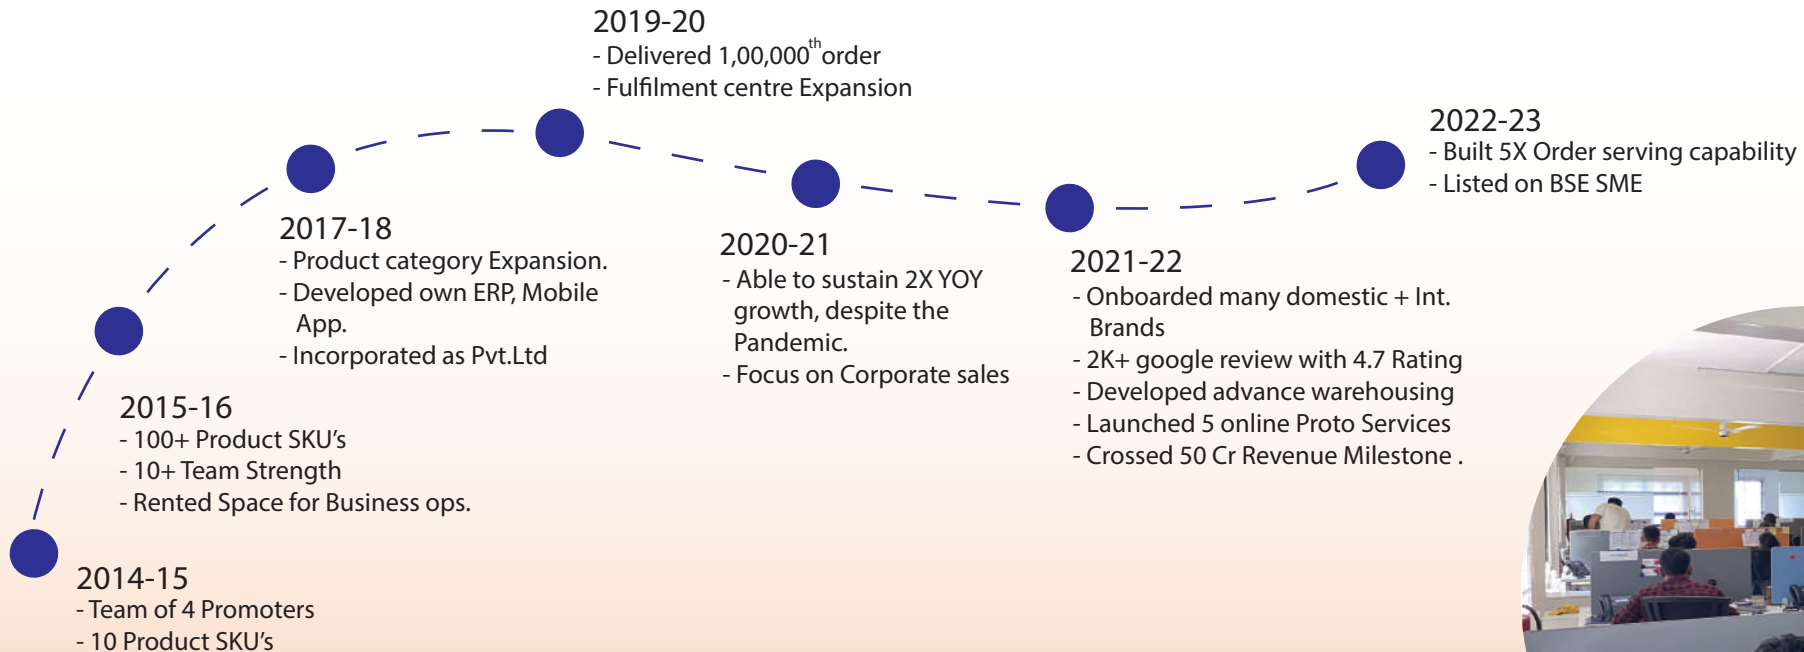 2019-20
- Delivered 1,00,000th order
- Fulfilment centre Expansion
2022-23
- Built 5X Order serving capability
- Listed on BSE SME
2017-18
- Product category Expansion.
- Developed own ERP, Mobile
App.
- Incorporated as Pvt.Ltd
2020-21
- Able to sustain 2X YOY
growth, despite the
Pandemic.
- Focus on Corporate sales
2021-22
- Onboarded many domestic + Int.
Brands
- 2K+ google review with 4.7 Rating
- Developed advance warehousing
- Launched 5 online Proto Services
- Crossed 50 Cr Revenue Milestone .
2015-16
- 100+ Product SKU's
- 10+ Team Strength
- Rented Space for Business ops.
2014-15
- Team of 4 Promoters
- 10 Product SKU's